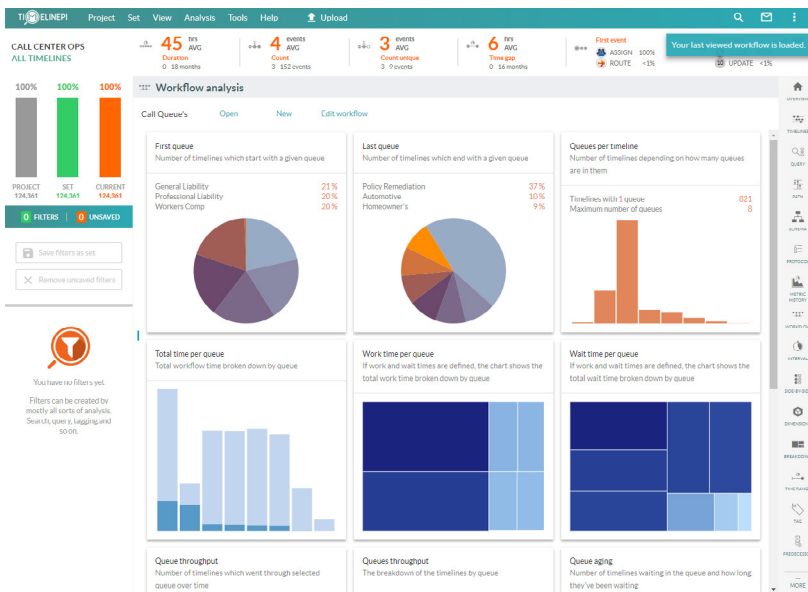 TIMELINEPI Project Set View Analysis Tools Help Upload
CALL CENTER OPS
ALL TIMELINES
45 hrs AVG
Duration
0 18 months
4 events AVG
Count
3 152 events
3 events AVG
Count unique
3 9 events
6 hrs AVG
Time gap
0 16 months
First event
ASSIGN 100%
ROUTE <1%
Your last viewed workflow is loaded.
10 UPDATE <1%
100% 100% 100%
PROJECT SET CURRENT
124,361 124,361 124,361
0 FILTERS 0 UNSAVED
Save filters as set
Remove unsaved filters
You have no filters yet
Filters can be created by
mostly all sorts of analysis.
Search, query, tagging and
so on.
Workflow analysis
Call Queue's Open New Edit workflow
First queue
Number of timelines which start with a given queue
General Liability 21%
Professional Liability 20%
Workers Comp 20%
Last queue
Number of timelines which end with a given queue
Policy Remediation 37%
Automotive 10%
Homeowner's 9%
Queues per timeline
Number of timelines depending on how many queues
are in them
Timelines with 1 queue 821
Maximum number of queues 8
Total time per queue
Total workflow time broken down by queue
Work time per queue
If work and wait times are defined, the chart shows the
total work time broken down by queue
Wait time per queue
If work and wait times are defined, the chart shows the
total wait time broken down by queue
Queue throughput
Number of timelines which went through selected
queue over time
Queues throughput
The breakdown of the timelines by queue
Queue aging
Number of timelines waiting in the queue and how long
they've been waiting
OVERVIEW
TIMELINES
QUERY
PATH
SCHEMA
PROTOCOL
METRIC
HISTORY
WORKFLOW
INTERVAL
SIDE-BY-SIDE
DIMENSION
BREAKDOWN
TIME RANGE
TAG
PREDECESSOR
MORE